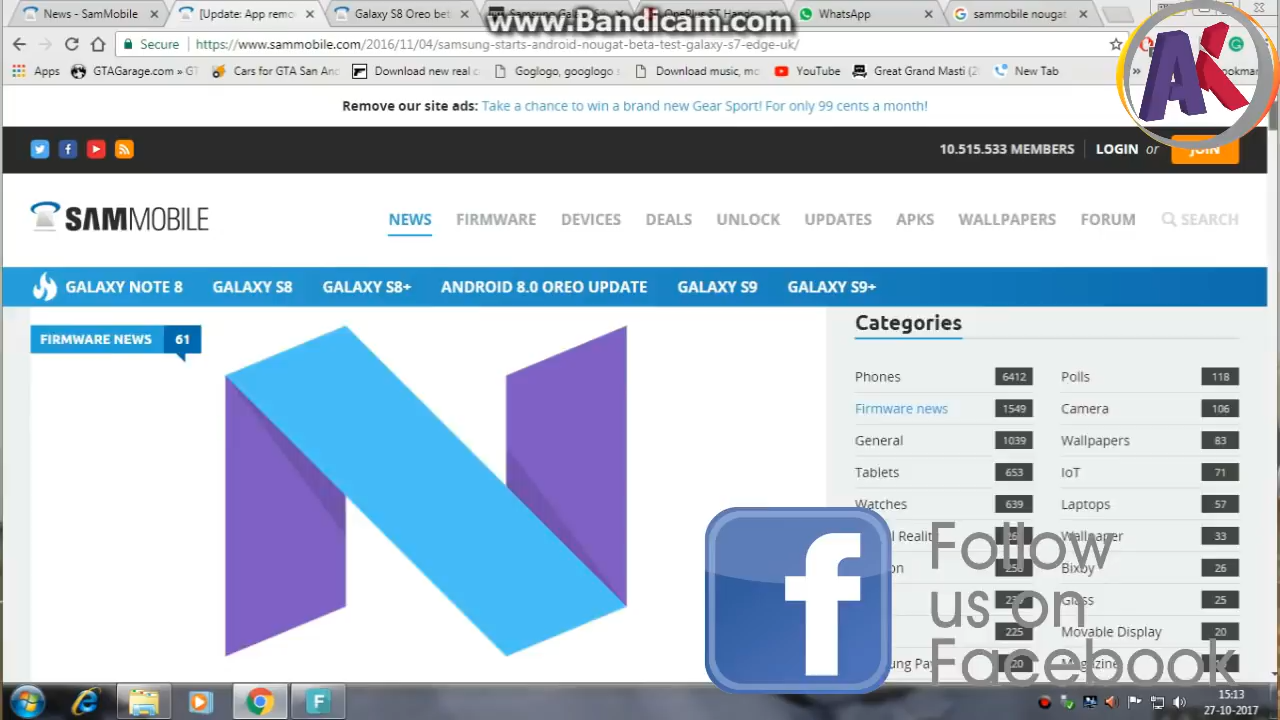 www.Bandicam.com
News - SamMobile
[Update: App remo
Galaxy S8 Oreo bet
WhatsApp
sammobile nougat
Secure
https://www.sammobile.com/2016/11/04/samsung-starts-android-nougat-beta-test-galaxy-s7-edge-uk/
Apps
GTAGarage.com » G
Cars for GTA San An
Download new real c
Goglogo, googlogo s
Download music, mo
YouTube
Great Grand Masti (2
New Tab
»
AK
Remove our site ads: Take a chance to win a brand new Gear Sport! For only 99 cents a month!
10.515.533 MEMBERS
LOGIN or JOIN
SAMMOBILE
NEWS
FIRMWARE
DEVICES
DEALS
UNLOCK
UPDATES
APKS
WALLPAPERS
FORUM
SEARCH
GALAXY NOTE 8
GALAXY S8
GALAXY S8+
ANDROID 8.0 OREO UPDATE
GALAXY S9
GALAXY S9+
FIRMWARE NEWS 61
Categories
Phones 6412
Polls 118
Firmware news 1549
Camera 106
General 1039
Wallpapers 83
Tablets 653
IoT 71
Watches 639
Laptops 57
Wallpaper 33
Bixby 26
Glass 25
225
Movable Display 20
Magazine
f
Follow
us on
Facebook
15:13
27-10-2017